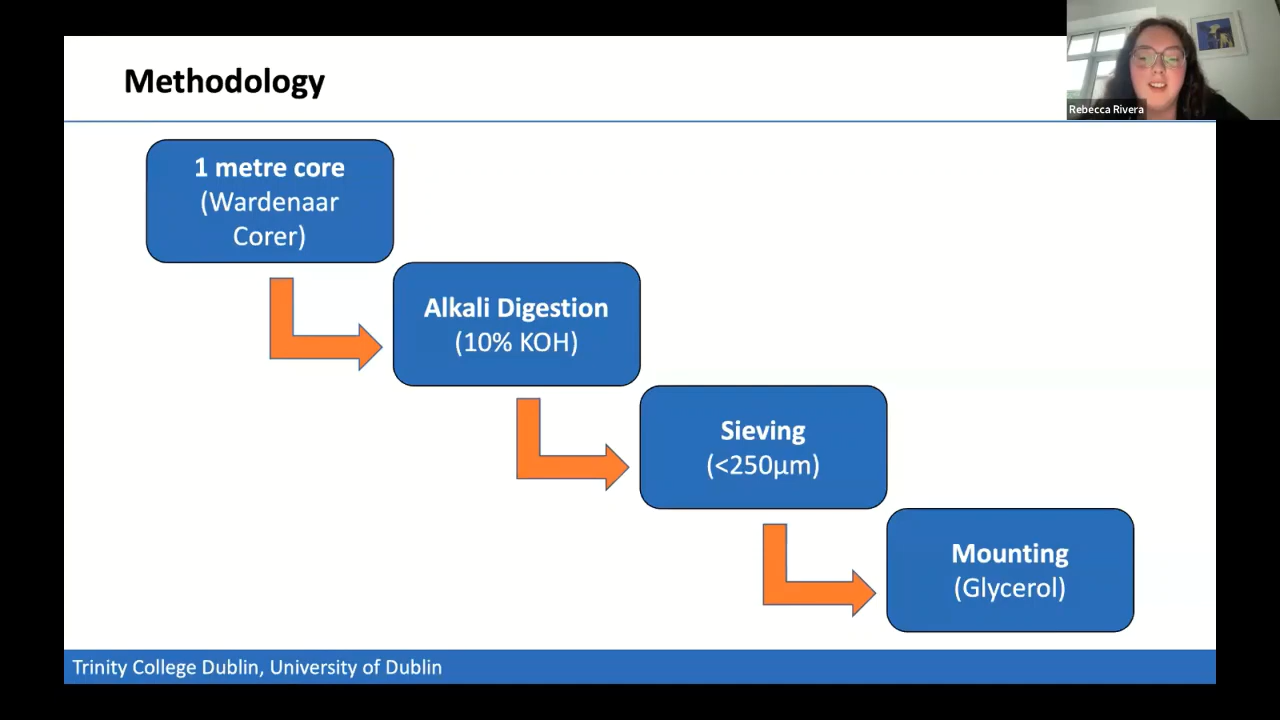 Methodology
Rebecca Rivera
1 metre core
(Wardenaar
Corer)
Alkali Digestion
(10% KOH)
Sieving
(<250µm)
Mounting
(Glycerol)
Trinity College Dublin, University of Dublin